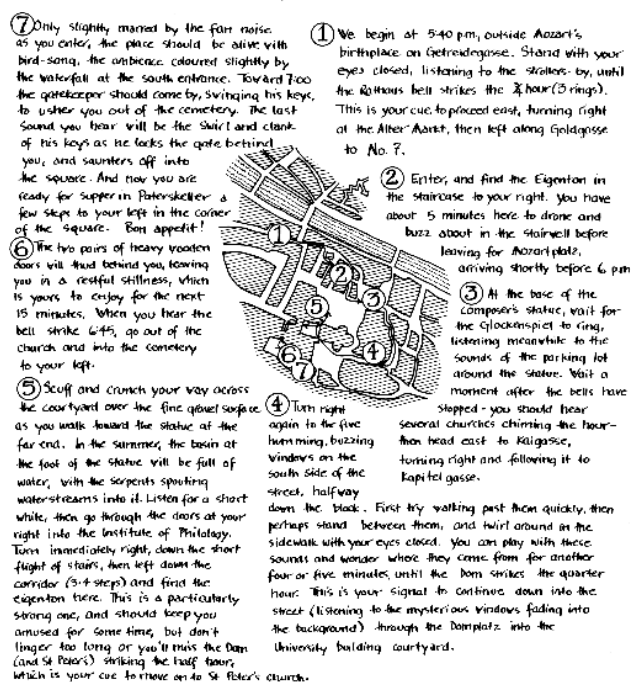 ① We begin at 5:40 p.m., outside Mozart's
birthplace on Getreidegasse. Stand with your
eyes closed, listening to the strollers-by, until
the Rathaus bell strikes the ¾ hour (3 rings).
This is your cue to proceed east, turning right
at the Alter Markt, then left along Goldgasse
to No. 7.
② Enter, and find the Eigenton in
the staircase to your right. You have
about 5 minutes here to drone and
buzz about in the stairwell before
leaving for Mozartplatz,
arriving shortly before 6 pm
③ At the base of the
composer's statue, wait for
the Glockenspiel to ring,
listening meanwhile to the
sounds of the parking lot
around the statue. Wait a
moment after the bells have
stopped - you should hear
several churches chiming the hour-
then head east to Kaigasse,
turning right and following it to
Kapitelgasse.
④ Turn right
again to the five
humming, buzzing
windows on the
south side of the
street, halfway
down the block. First try walking past them quickly, then
perhaps stand between them, and twirl around on the
sidewalk with your eyes closed. You can play with these
sounds and wonder where they come from for another
four or five minutes, until the Dom strikes the quarter
hour. This is your signal to continue down into the
street (listening to the mysterious windows fading into
the background) through the Domplatz into the
University building courtyard.
⑤ Scuff and crunch your way across
the courtyard over the fine gravel surface
as you walk toward the statue at the
far end. In the summer, the basin at
the foot of the statue will be full of
water, with the serpents spouting
waterstreams into it. Listen for a short
while, then go through the doors at your
right into the Institute of Philology.
Turn immediately right, down the short
flight of stairs, then left down the
corridor (3-4 steps) and find the
eigenton here. This is a particularly
strong one, and should keep you
amused for some time, but don't
linger too long or you'll miss the Dom
(and St Peter's) striking the half hour,
which is your cue to move on to St Peter's church.
⑥ The two pairs of heavy wooden
doors will thud behind you, leaving
you in a restful stillness, which
is yours to enjoy for the next
15 minutes. When you hear the
bell strike 6:45, go out of the
church and into the cemetery
to your left.
⑦ Only slightly marred by the fan noise
as you enter, the place should be alive with
bird-song, the ambience coloured slightly by
the waterfall at the south entrance. Toward 7:00
the gatekeeper should come by, swinging his keys,
to usher you out of the cemetery. The last
sound you hear will be the swirl and clank
of his keys as he locks the gate behind
you, and saunters off into
the square. And now you are
ready for supper in Peterskeller a
few steps to your left in the corner
of the square. Bon appetit!
①
②
③
④
⑤
⑥
⑦